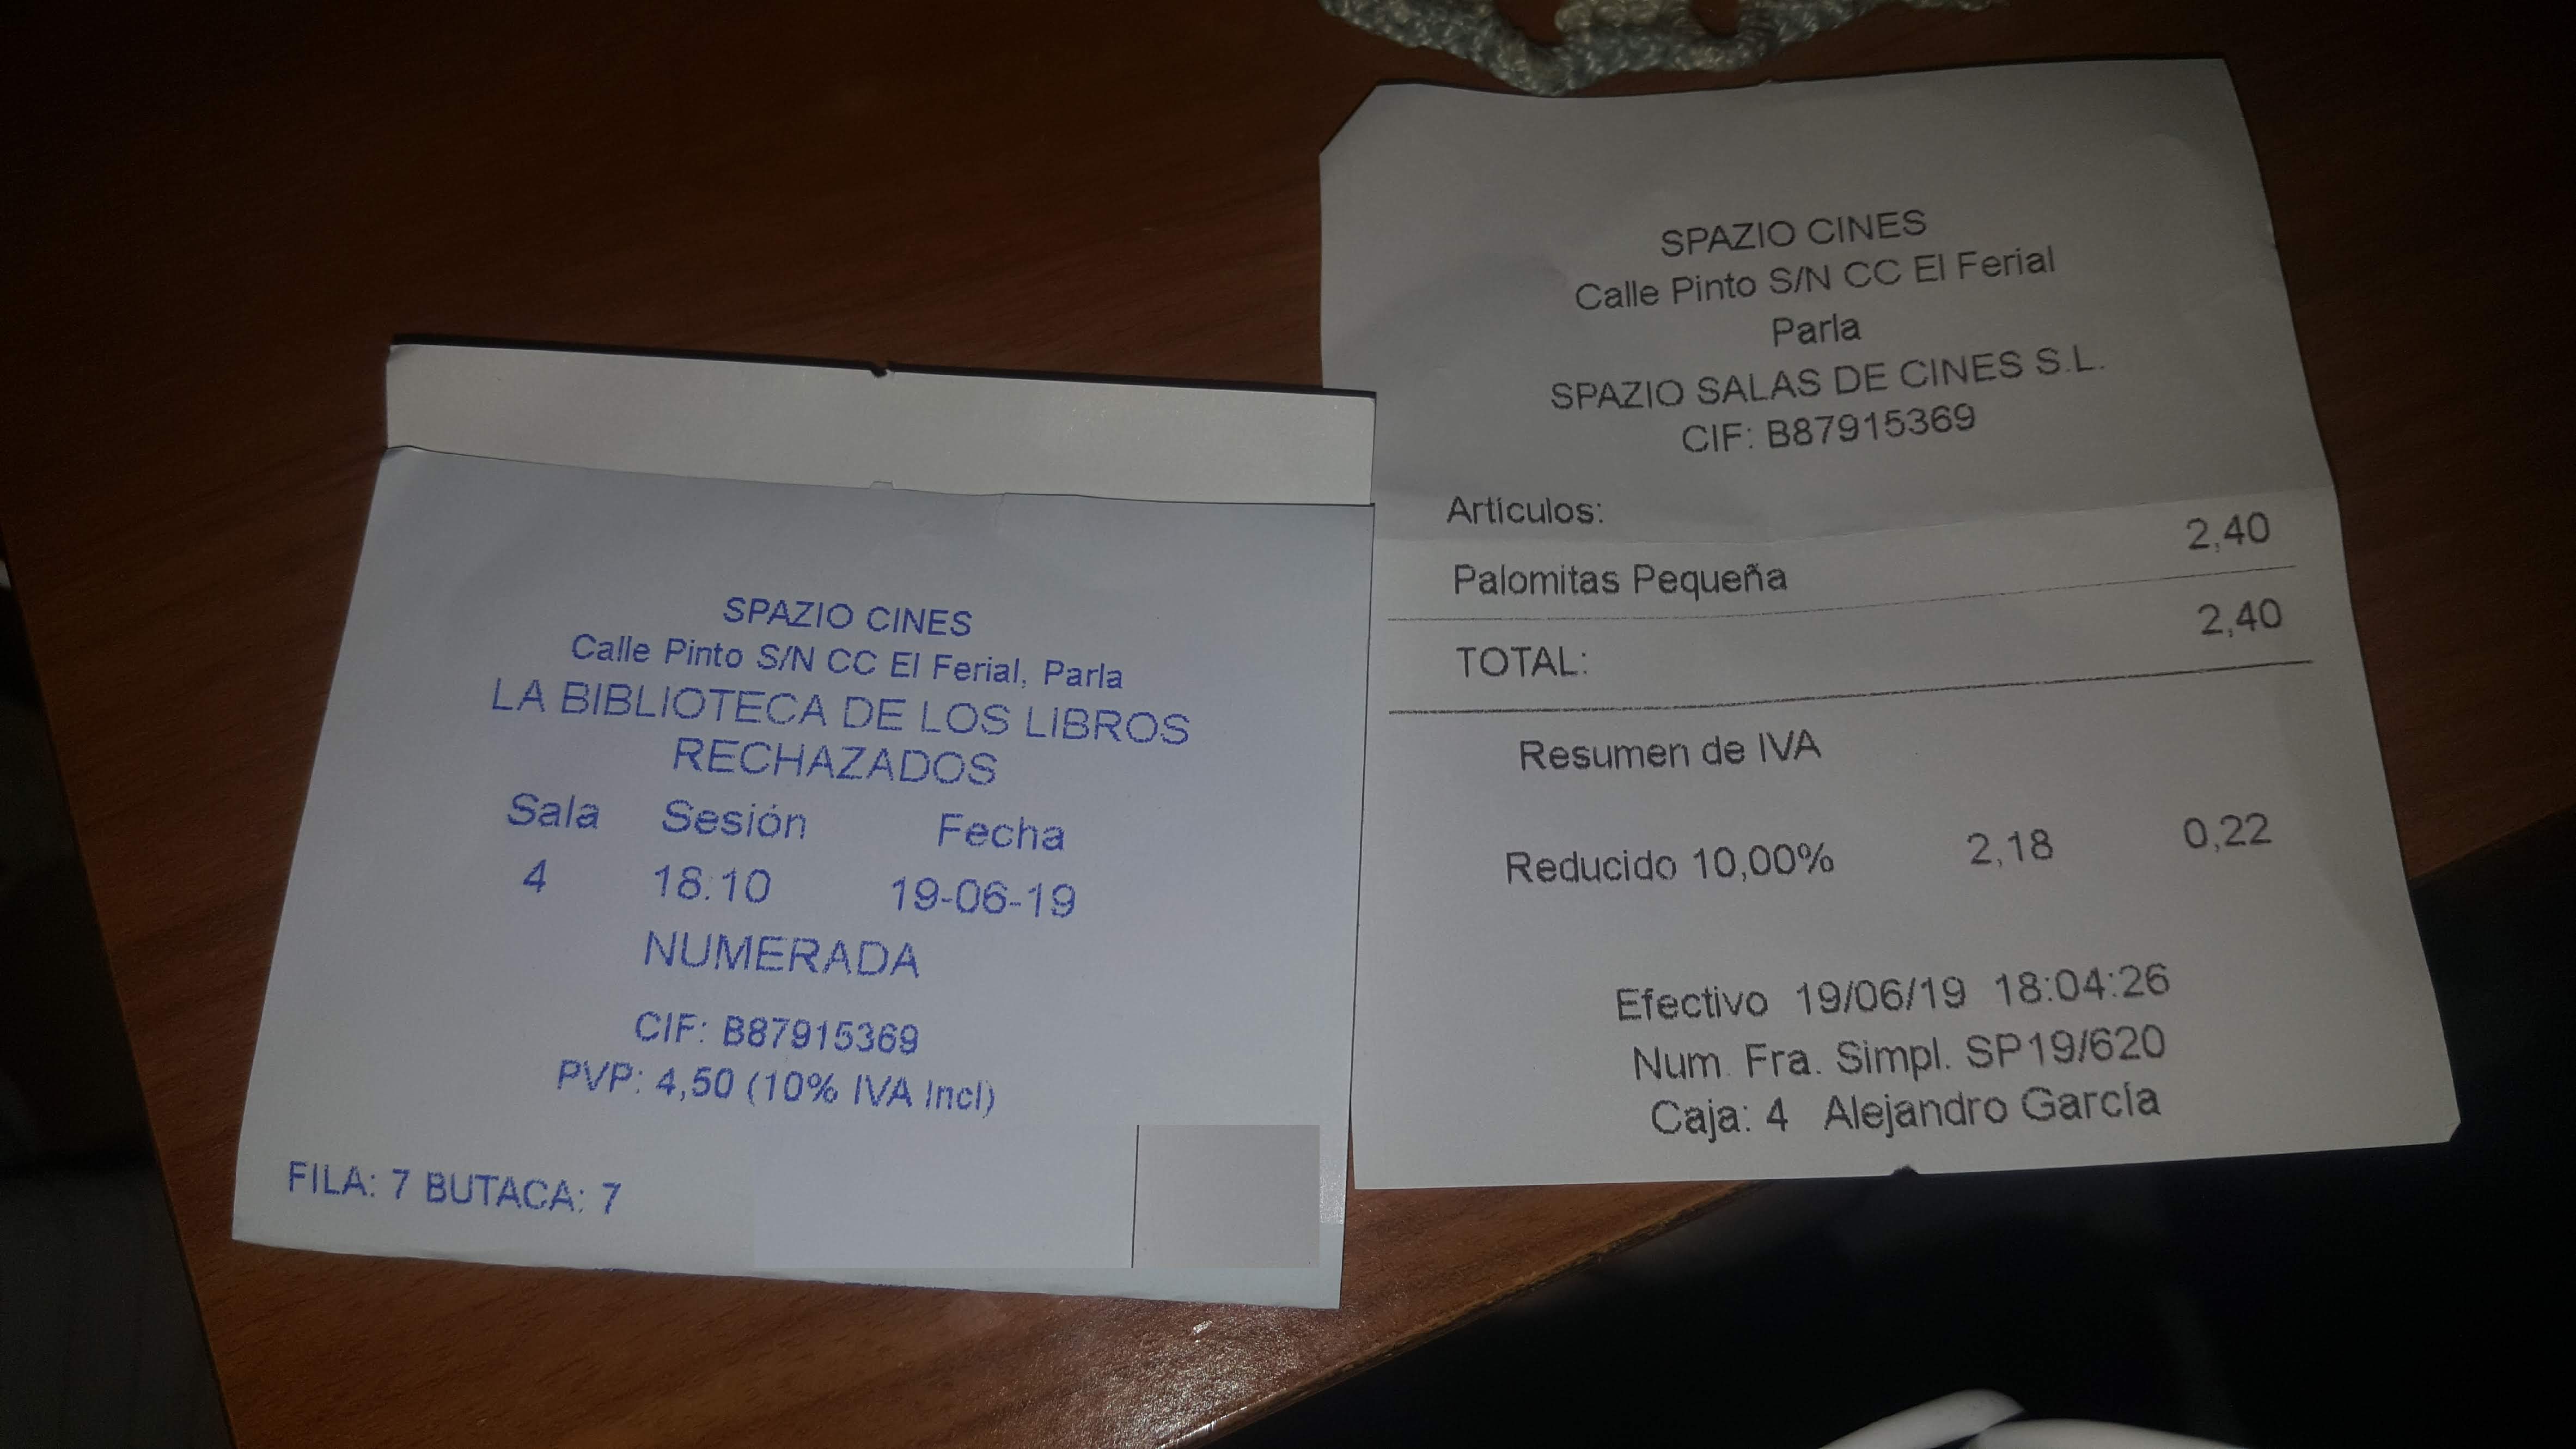 SPAZIO CINES
Calle Pinto S/N CC El Ferial, Parla
LA BIBLIOTECA DE LOS LIBROS
RECHAZADOS
Sala Sesión Fecha
4 18:10 19-06-19
NUMERADA
CIF: B87915369
PVP: 4,50 (10% IVA Incl)
FILA: 7 BUTACA: 7
SPAZIO CINES
Calle Pinto S/N CC El Ferial
Parla
SPAZIO SALAS DE CINES S.L.
CIF: B87915369
Artículos:
Palomitas Pequeña 2,40
TOTAL: 2,40
Resumen de IVA
Reducido 10,00% 2,18 0,22
Efectivo 19/06/19 18:04:26
Num. Fra. Simpl. SP19/620
Caja: 4 Alejandro García